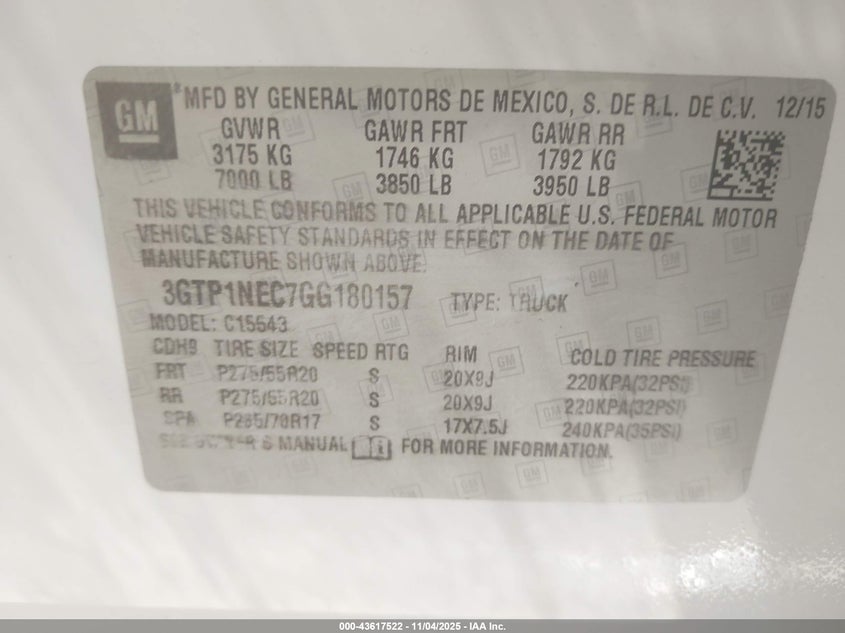 GM
*MFD BY GENERAL MOTORS DE MEXICO, S. DE R.L. DE C.V. 12/15
GVWR GAWR FRT GAWR RR
3175 KG 1746 KG 1792 KG
7000 LB 3850 LB 3950 LB
THIS VEHICLE CONFORMS TO ALL APPLICABLE U.S. FEDERAL MOTOR
VEHICLE SAFETY STANDARDS IN EFFECT ON THE DATE OF
MANUFACTURE SHOWN ABOVE.
3GTP1NEC7GG180157 TYPE: TRUCK
MODEL: C15543
CDH9 TIRE SIZE SPEED RTG RIM COLD TIRE PRESSURE
FRT P275/55R20 S 20X9J 220KPA(32PSI)
RR P275/55R20 S 20X9J 220KPA(32PSI)
SPA P265/70R17 S 17X7.5J 240KPA(35PSI)
SEE OWNER S MANUAL FOR MORE INFORMATION.
000-43617522 - 11/04/2025 - IAA Inc.